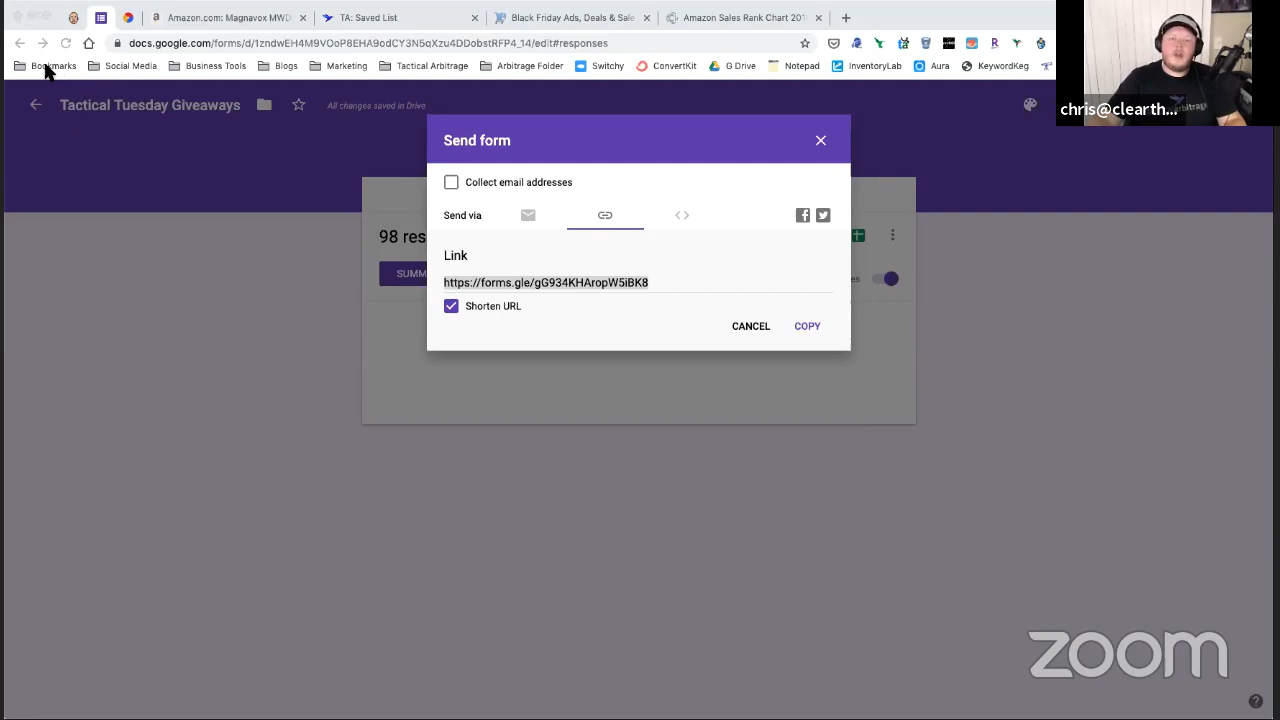 Amazon.com: Magnavox MWD
TA: Saved List
Black Friday Ads, Deals & Sale
Amazon Sales Rank Chart 201
docs.google.com/forms/d/1zndwEH4M9VOoP8EHA9odCY3N5qXzu4DDobstRFP4_14/edit#responses
Bookmarks
Social Media
Business Tools
Blogs
Marketing
Tactical Arbitrage
Arbitrage Folder
Switchy
ConvertKit
G Drive
Notepad
InventoryLab
Aura
KeywordKeg
Tactical Tuesday Giveaways
All changes saved in Drive
chris@clearth...
Send form
Collect email addresses
Send via
98 res
SUMM
Link
https://forms.gle/gG934KHAropW5iBK8
Shorten URL
CANCEL
COPY
zoom